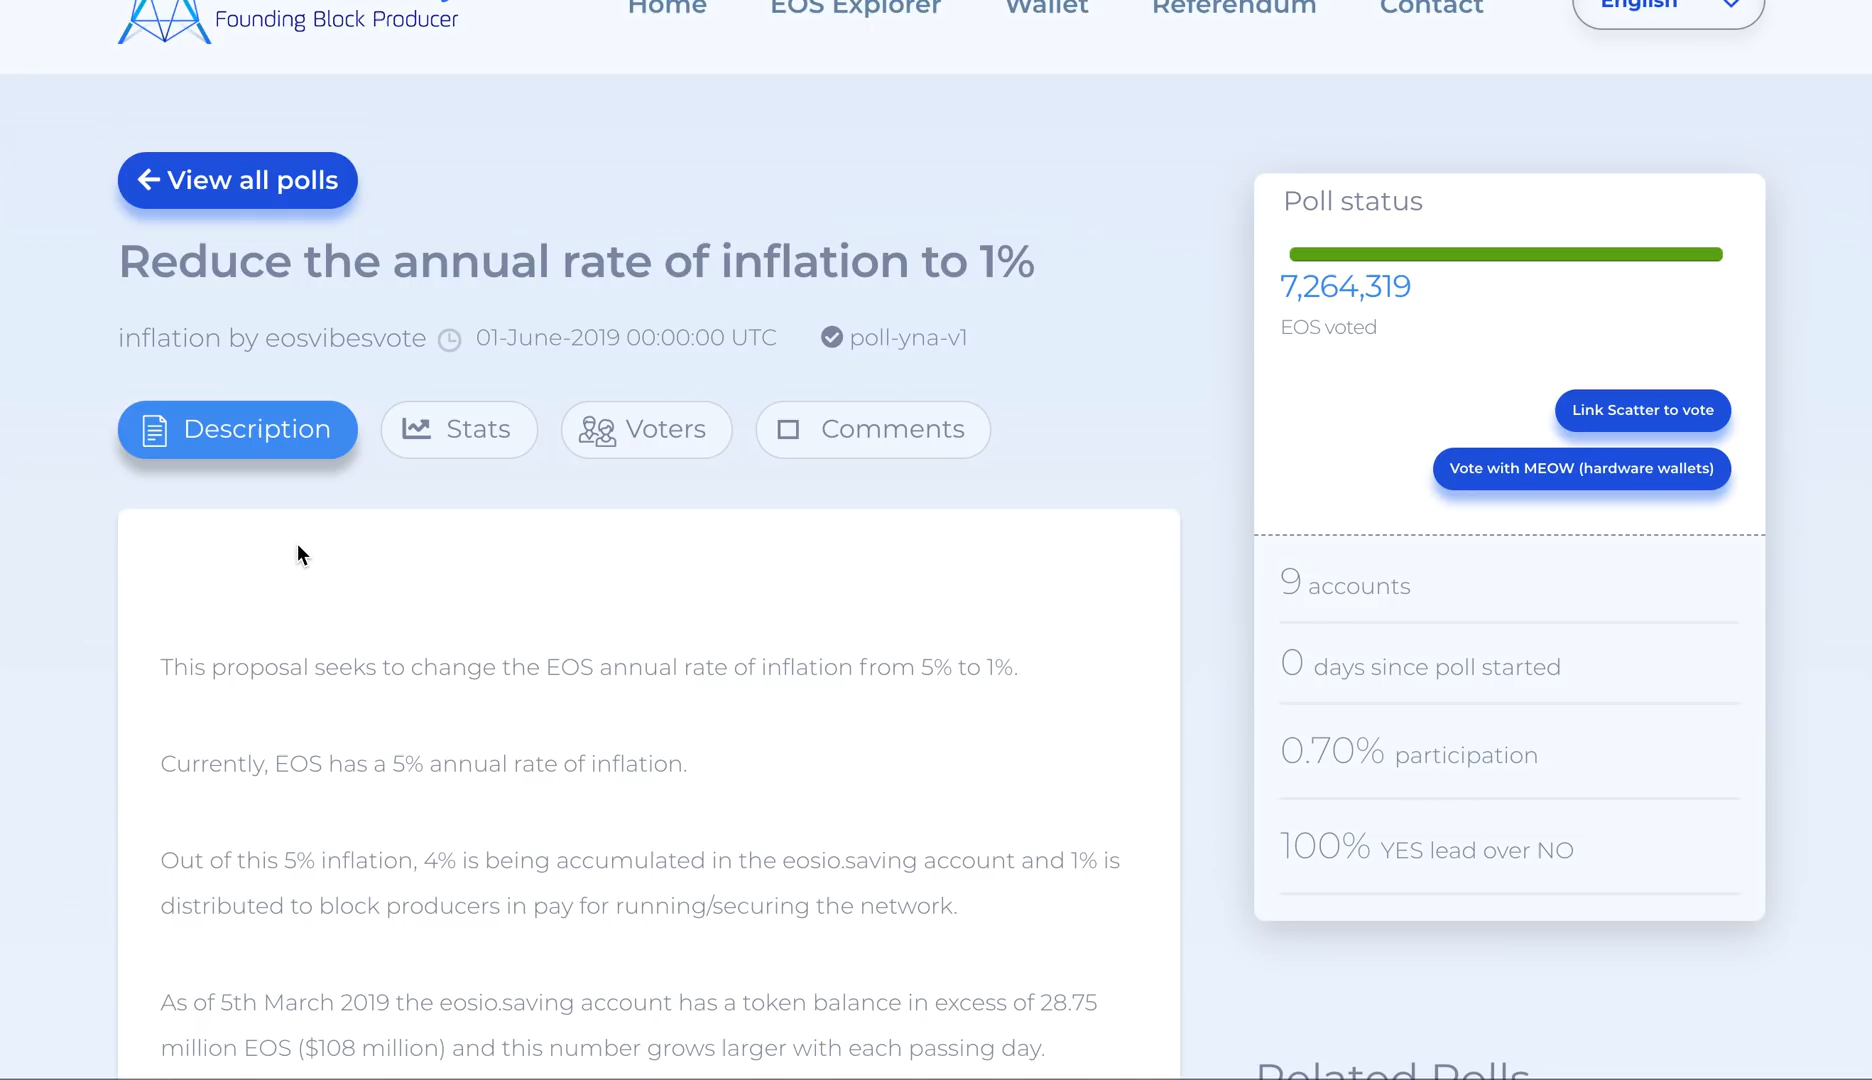 Founding Block Producer
Home EOS Explorer Wallet Referendum Contact English
View all polls
Reduce the annual rate of inflation to 1%
inflation by eosvibesvote 01-June-2019 00:00:00 UTC poll-yna-v1
Description Stats Voters Comments
This proposal seeks to change the EOS annual rate of inflation from 5% to 1%.
Currently, EOS has a 5% annual rate of inflation.
Out of this 5% inflation, 4% is being accumulated in the eosio.saving account and 1% is
distributed to block producers in pay for running/securing the network.
As of 5th March 2019 the eosio.saving account has a token balance in excess of 28.75
million EOS ($108 million) and this number grows larger with each passing day.
Poll status
7,264,319
EOS voted
Link Scatter to vote
Vote with MEOW (hardware wallets)
9 accounts
0 days since poll started
0.70% participation
100% YES lead over NO
Related Polls